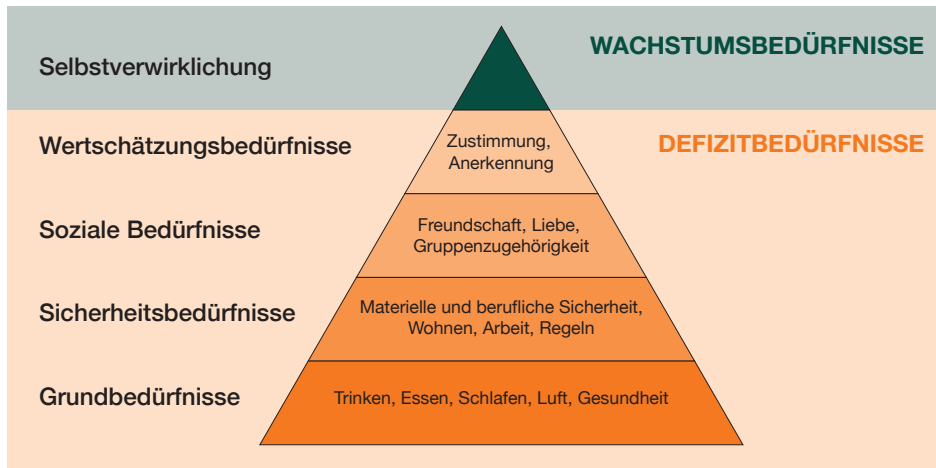 Selbstverwirklichung
WACHSTUMSBEDÜRFNISSE
Wertschätzungsbedürfnisse
Zustimmung,
Anerkennung
DEFIZITBEDÜRFNISSE
Soziale Bedürfnisse
Freundschaft, Liebe,
Gruppenzugehörigkeit
Sicherheitsbedürfnisse
Materielle und berufliche Sicherheit,
Wohnen, Arbeit, Regeln
Grundbedürfnisse
Trinken, Essen, Schlafen, Luft, Gesundheit